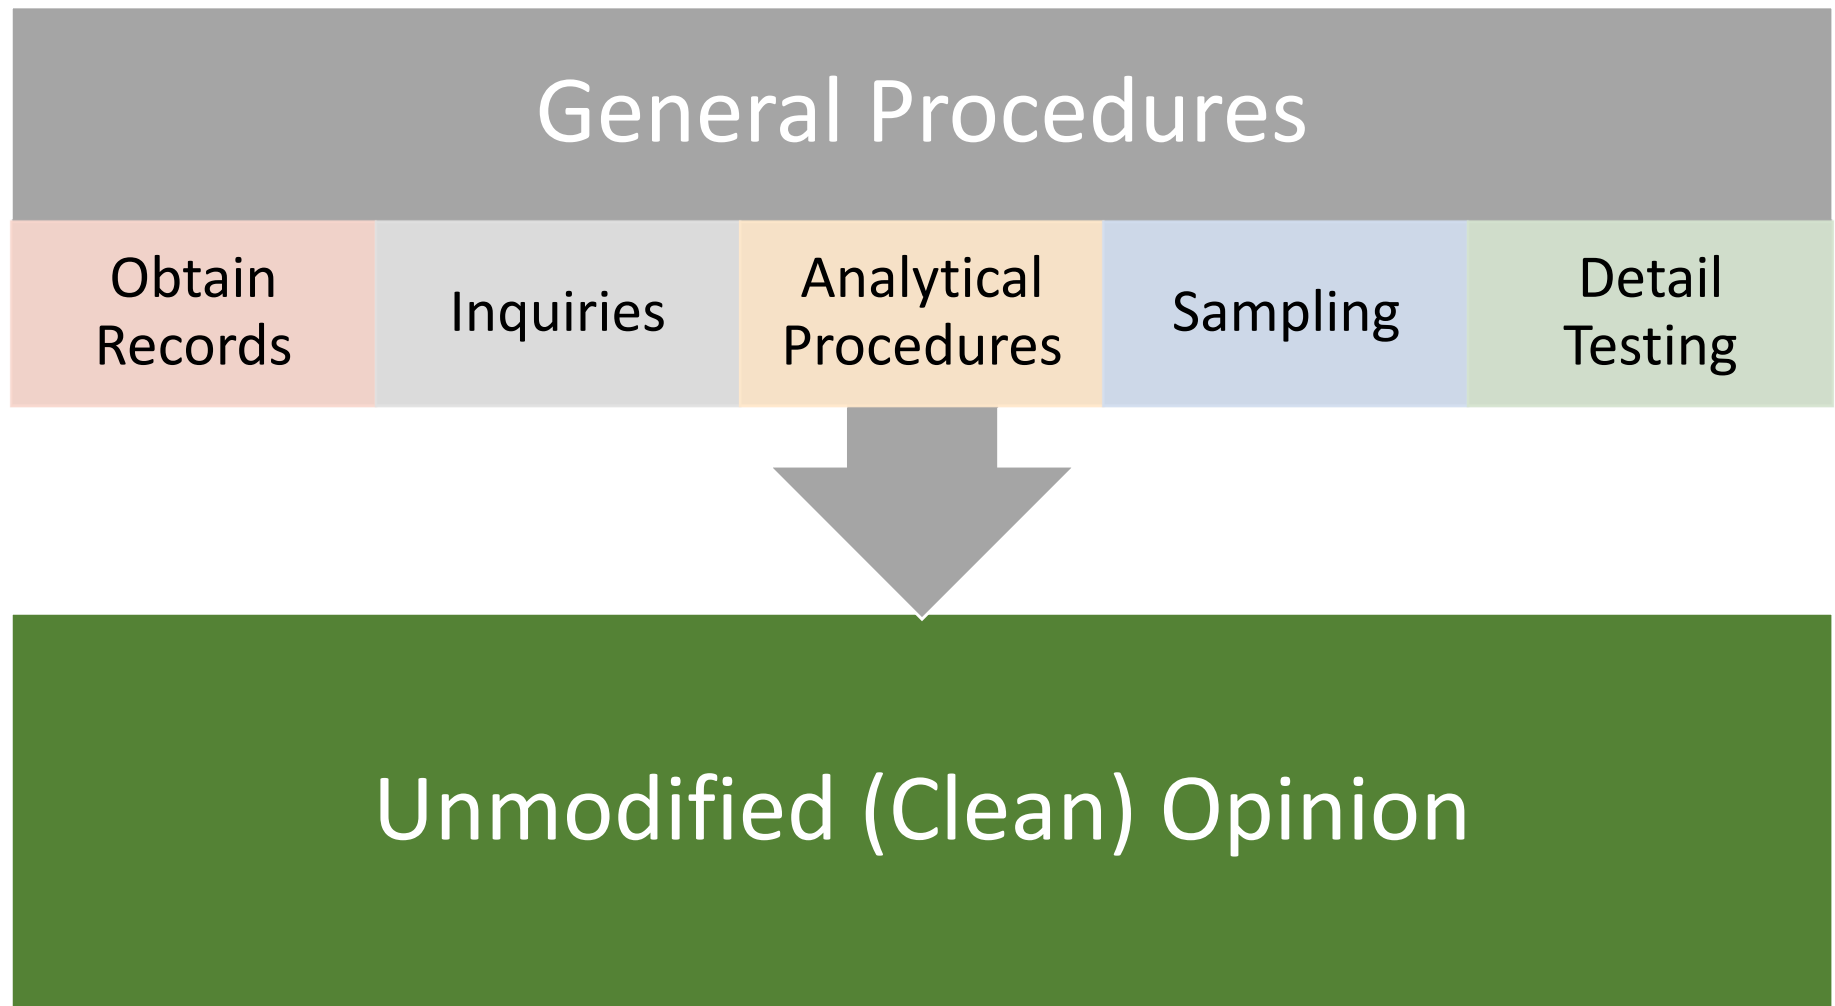 General Procedures
Obtain
Records
Inquiries
Analytical
Procedures
Sampling
Detail
Testing
Unmodified (Clean) Opinion